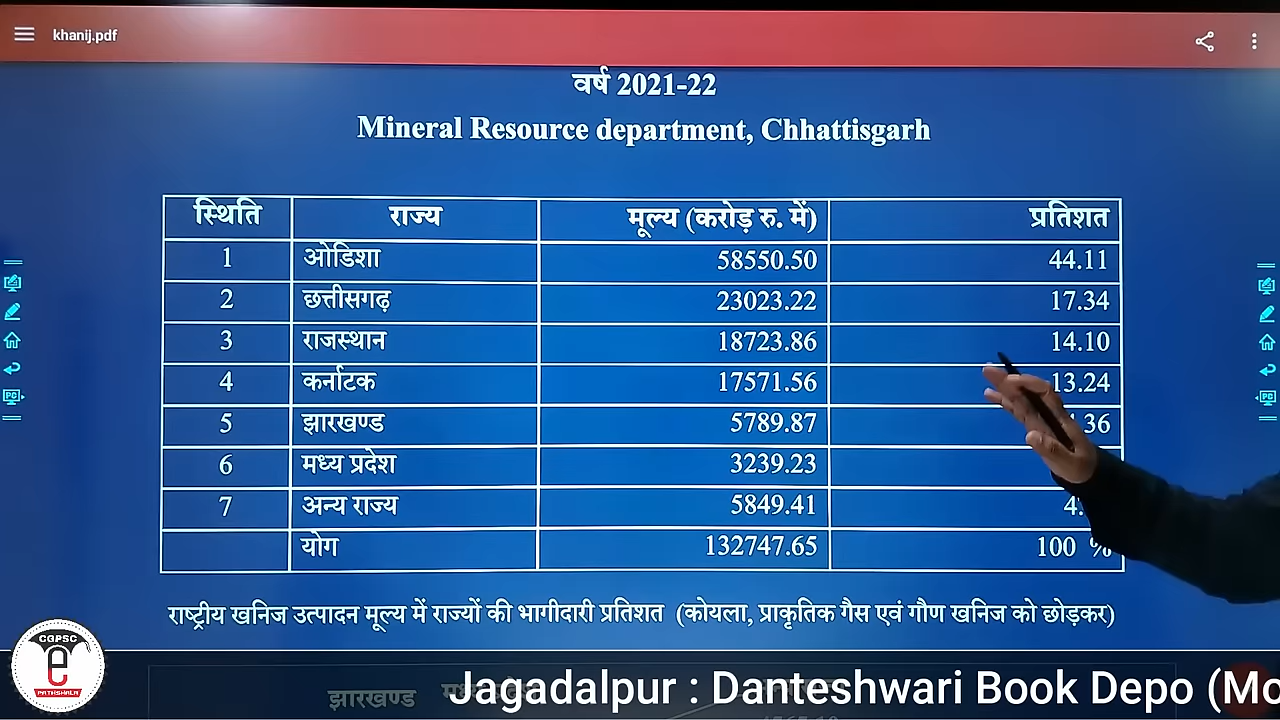 khanij.pdf
वर्ष 2021-22
Mineral Resource department, Chhattisgarh
स्थिति राज्य मूल्य (करोड़ रु. में) प्रतिशत
1 ओडिशा 58550.50 44.11
2 छत्तीसगढ़ 23023.22 17.34
3 राजस्थान 18723.86 14.10
4 कर्नाटक 17571.56 13.24
5 झारखण्ड 5789.87 .36
6 मध्य प्रदेश 3239.23
7 अन्य राज्य 5849.41 4.
योग 132747.65 100 %
राष्ट्रीय खनिज उत्पादन मूल्य में राज्यों की भागीदारी प्रतिशत (कोयला, प्राकृतिक गैस एवं गौण खनिज को छोड़कर)
CGPSC
e
PATHSHALA
झारखण्ड
Jagadalpur : Danteshwari Book Depo (Mo